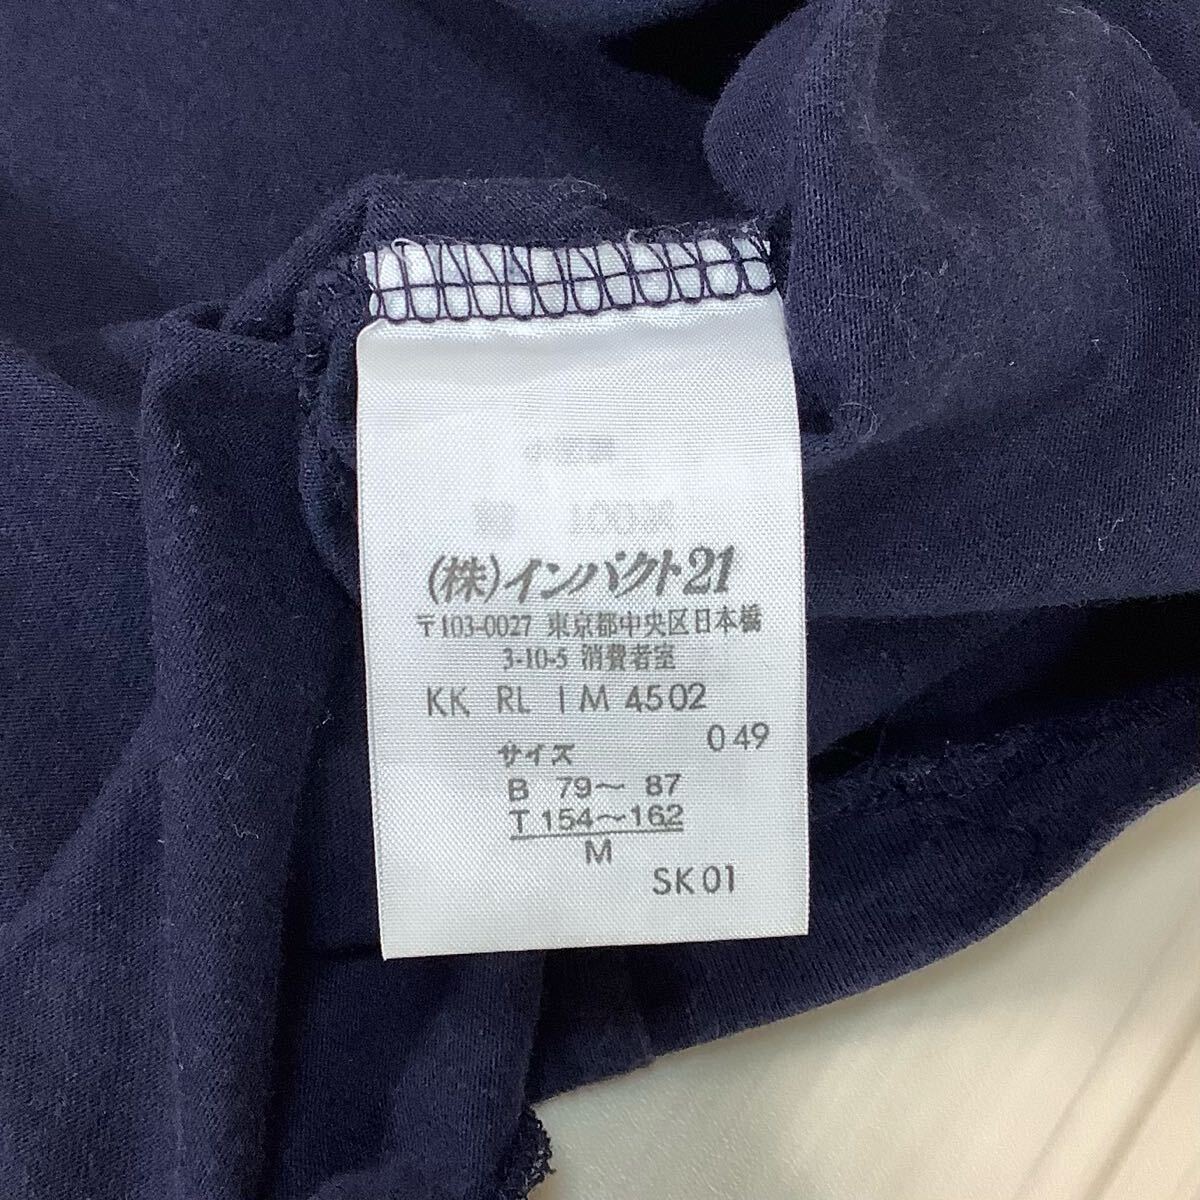 (株)インパクト21
〒103-0027 東京都中央区日本橋
3-10-5 消費者室
KK RL IM 4502
049
サイズ
B 79〜 87
T 154〜162
M
SK01